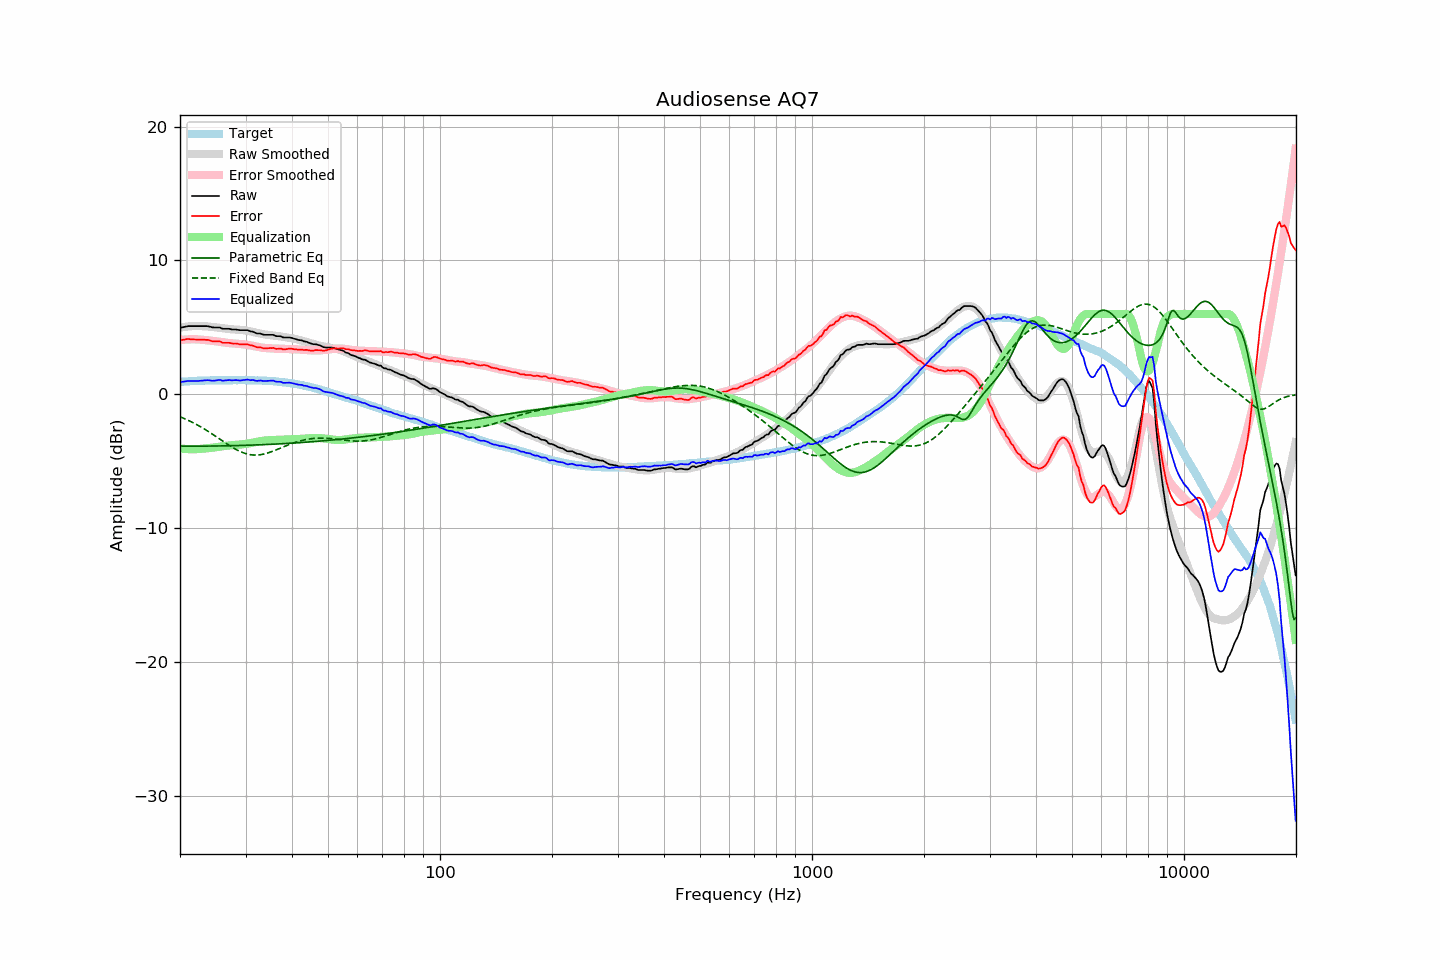 Audiosense AQ7
Target
Raw Smoothed
Error Smoothed
Raw
Error
Equalization
Parametric Eq
Fixed Band Eq
Equalized
20
10
0
−10
−20
−30
Amplitude (dBr)
100
1000
10000
Frequency (Hz)